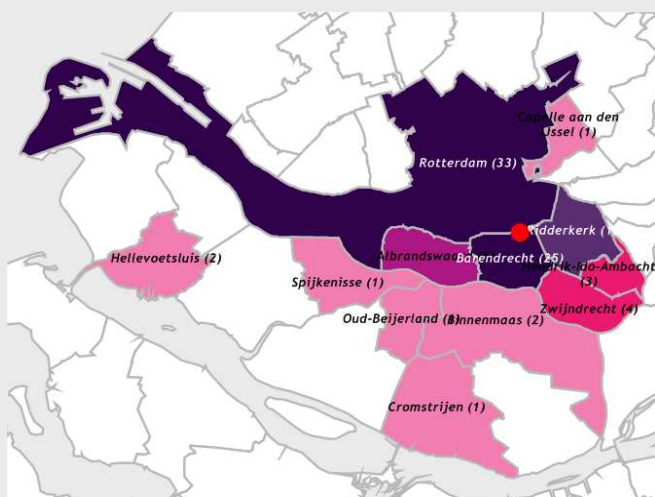 Capelle aan den
IJssel (1)
Rotterdam (33)
Ridderkerk (
Hellevoetsluis (2)
Barendrecht (25)
Hendrik-Ido-Ambacht
(3)
Spijkenisse (1)
Zwijndrecht (4)
Oud-Beijerland
Binnenmaas (2)
Cromstrijen (1)